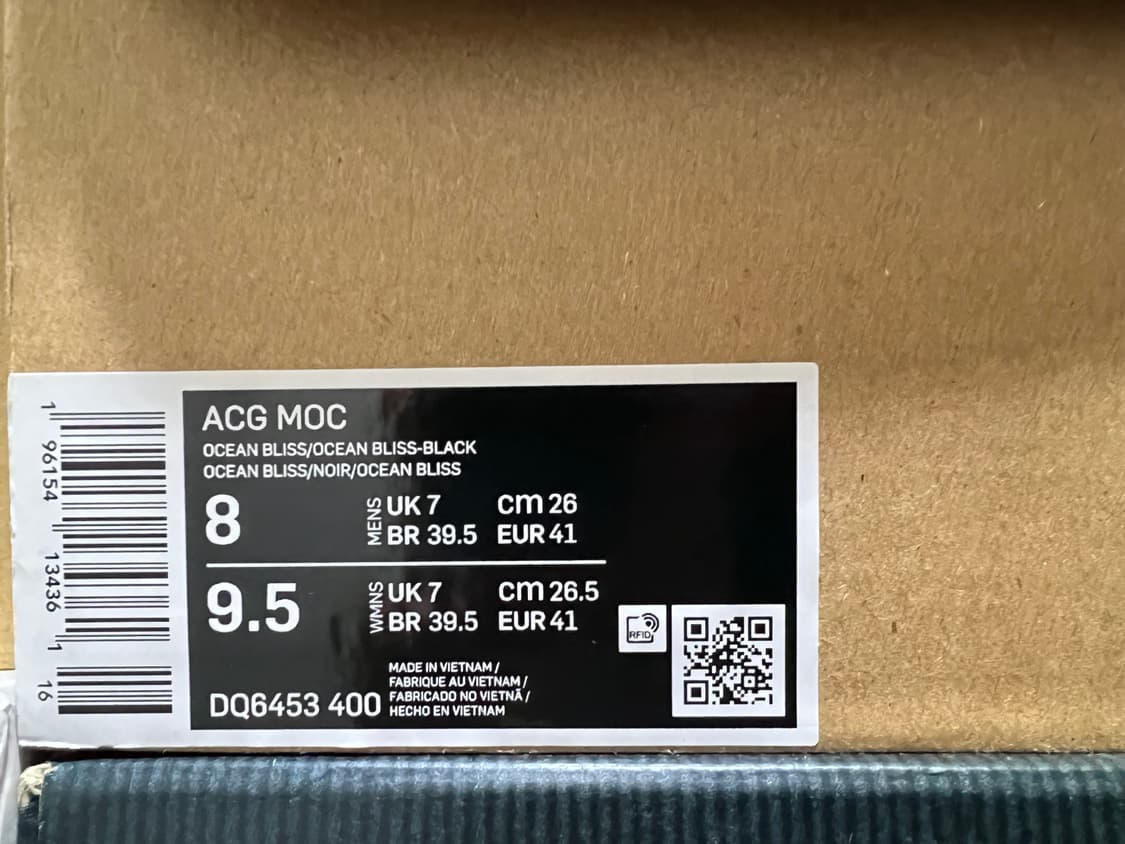 ACG MOC
OCEAN BLISS/OCEAN BLISS-BLACK
OCEAN BLISS/NOIR/OCEAN BLISS
8
MENS
UK 7 cm 26
BR 39.5 EUR 41
9.5
WMNS
UK 7 cm 26.5
BR 39.5 EUR 41
RFID
MADE IN VIETNAM /
FABRIQUE AU VIETNAM /
FABRICADO NO VIETNÃ /
HECHO EN VIETNAM
DQ6453 400
1 96154 13436 1 16